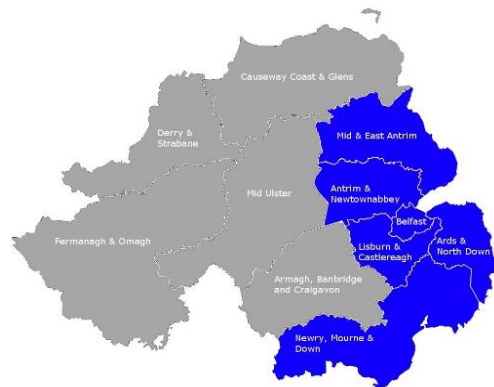 Causeway Coast & Glens
Derry &
Strabane
Mid & East Antrim
Mid Ulster
Antrim &
Newtownabbey
Belfast
Fermanagh & Omagh
Lisburn &
Castlereagh
Ards &
North Down
Armagh, Banbridge
and Craigavon
Newry, Mourne &
Down